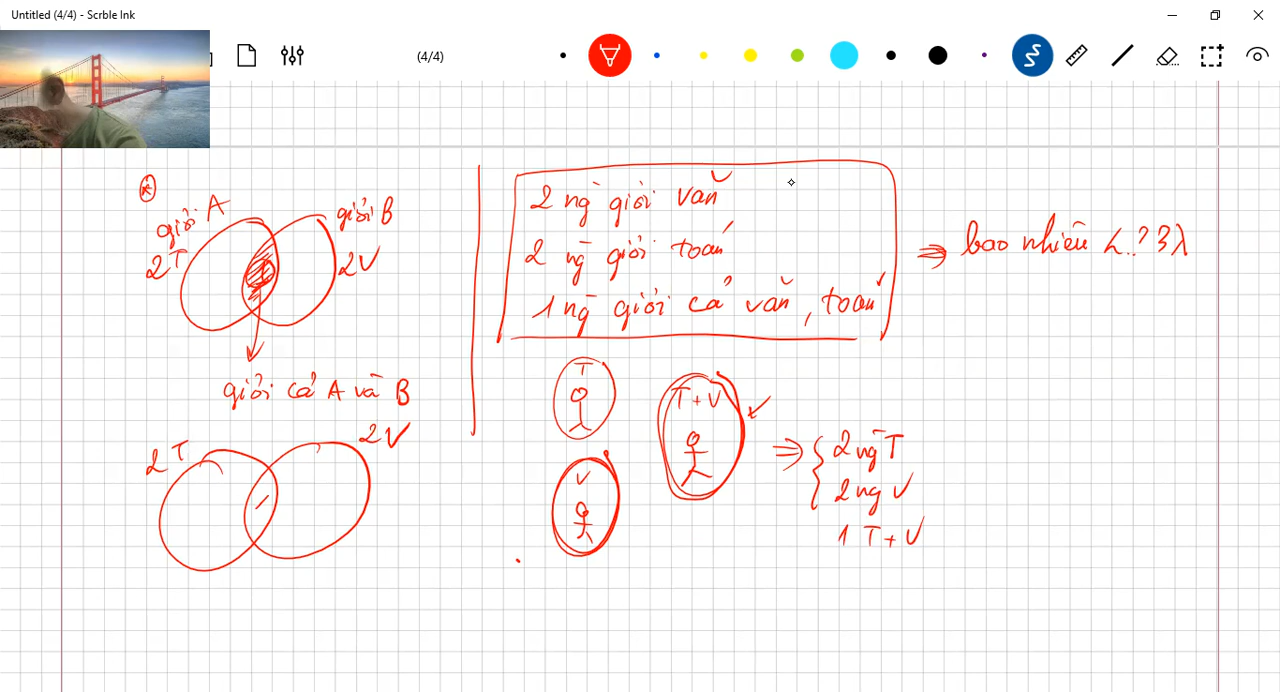 Untitled (4/4) - Scrble Ink
(4/4)
giỏi A
giỏi B
2T
2V
giỏi cả A và B
2T
2V
2 ng` giỏi văn
2 ng` giỏi toán
1 ng` giỏi cả văn, toán
⇒ bao nhiêu
T
T + V
V
⇒ { 2 ng` T
2 ng V
1 T + V